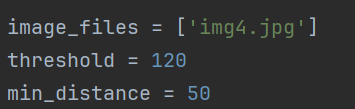 image_files = ['img4.jpg']
threshold = 120
min_distance = 50